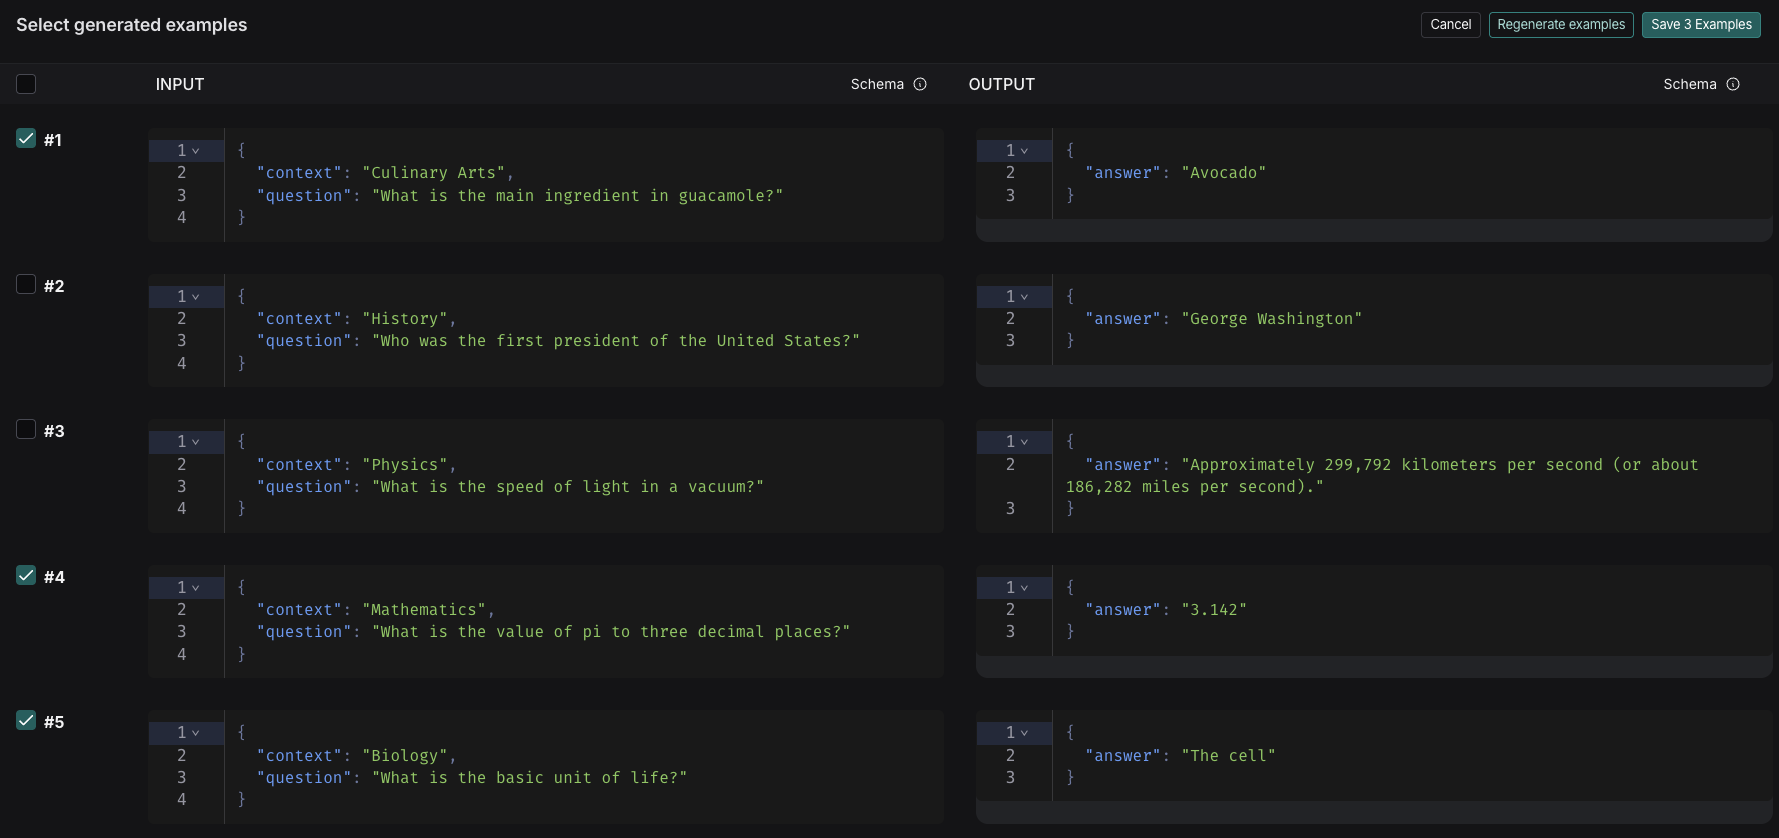 Select generated examples
Cancel
Regenerate examples
Save 3 Examples
INPUT
Schema
OUTPUT
Schema
#1
1 {
2   "context": "Culinary Arts",
3   "question": "What is the main ingredient in guacamole?"
4 }
1 {
2   "answer": "Avocado"
3 }
#2
1 {
2   "context": "History",
3   "question": "Who was the first president of the United States?"
4 }
1 {
2   "answer": "George Washington"
3 }
#3
1 {
2   "context": "Physics",
3   "question": "What is the speed of light in a vacuum?"
4 }
1 {
2   "answer": "Approximately 299,792 kilometers per second (or about
186,282 miles per second)."
3 }
#4
1 {
2   "context": "Mathematics",
3   "question": "What is the value of pi to three decimal places?"
4 }
1 {
2   "answer": "3.142"
3 }
#5
1 {
2   "context": "Biology",
3   "question": "What is the basic unit of life?"
4 }
1 {
2   "answer": "The cell"
3 }